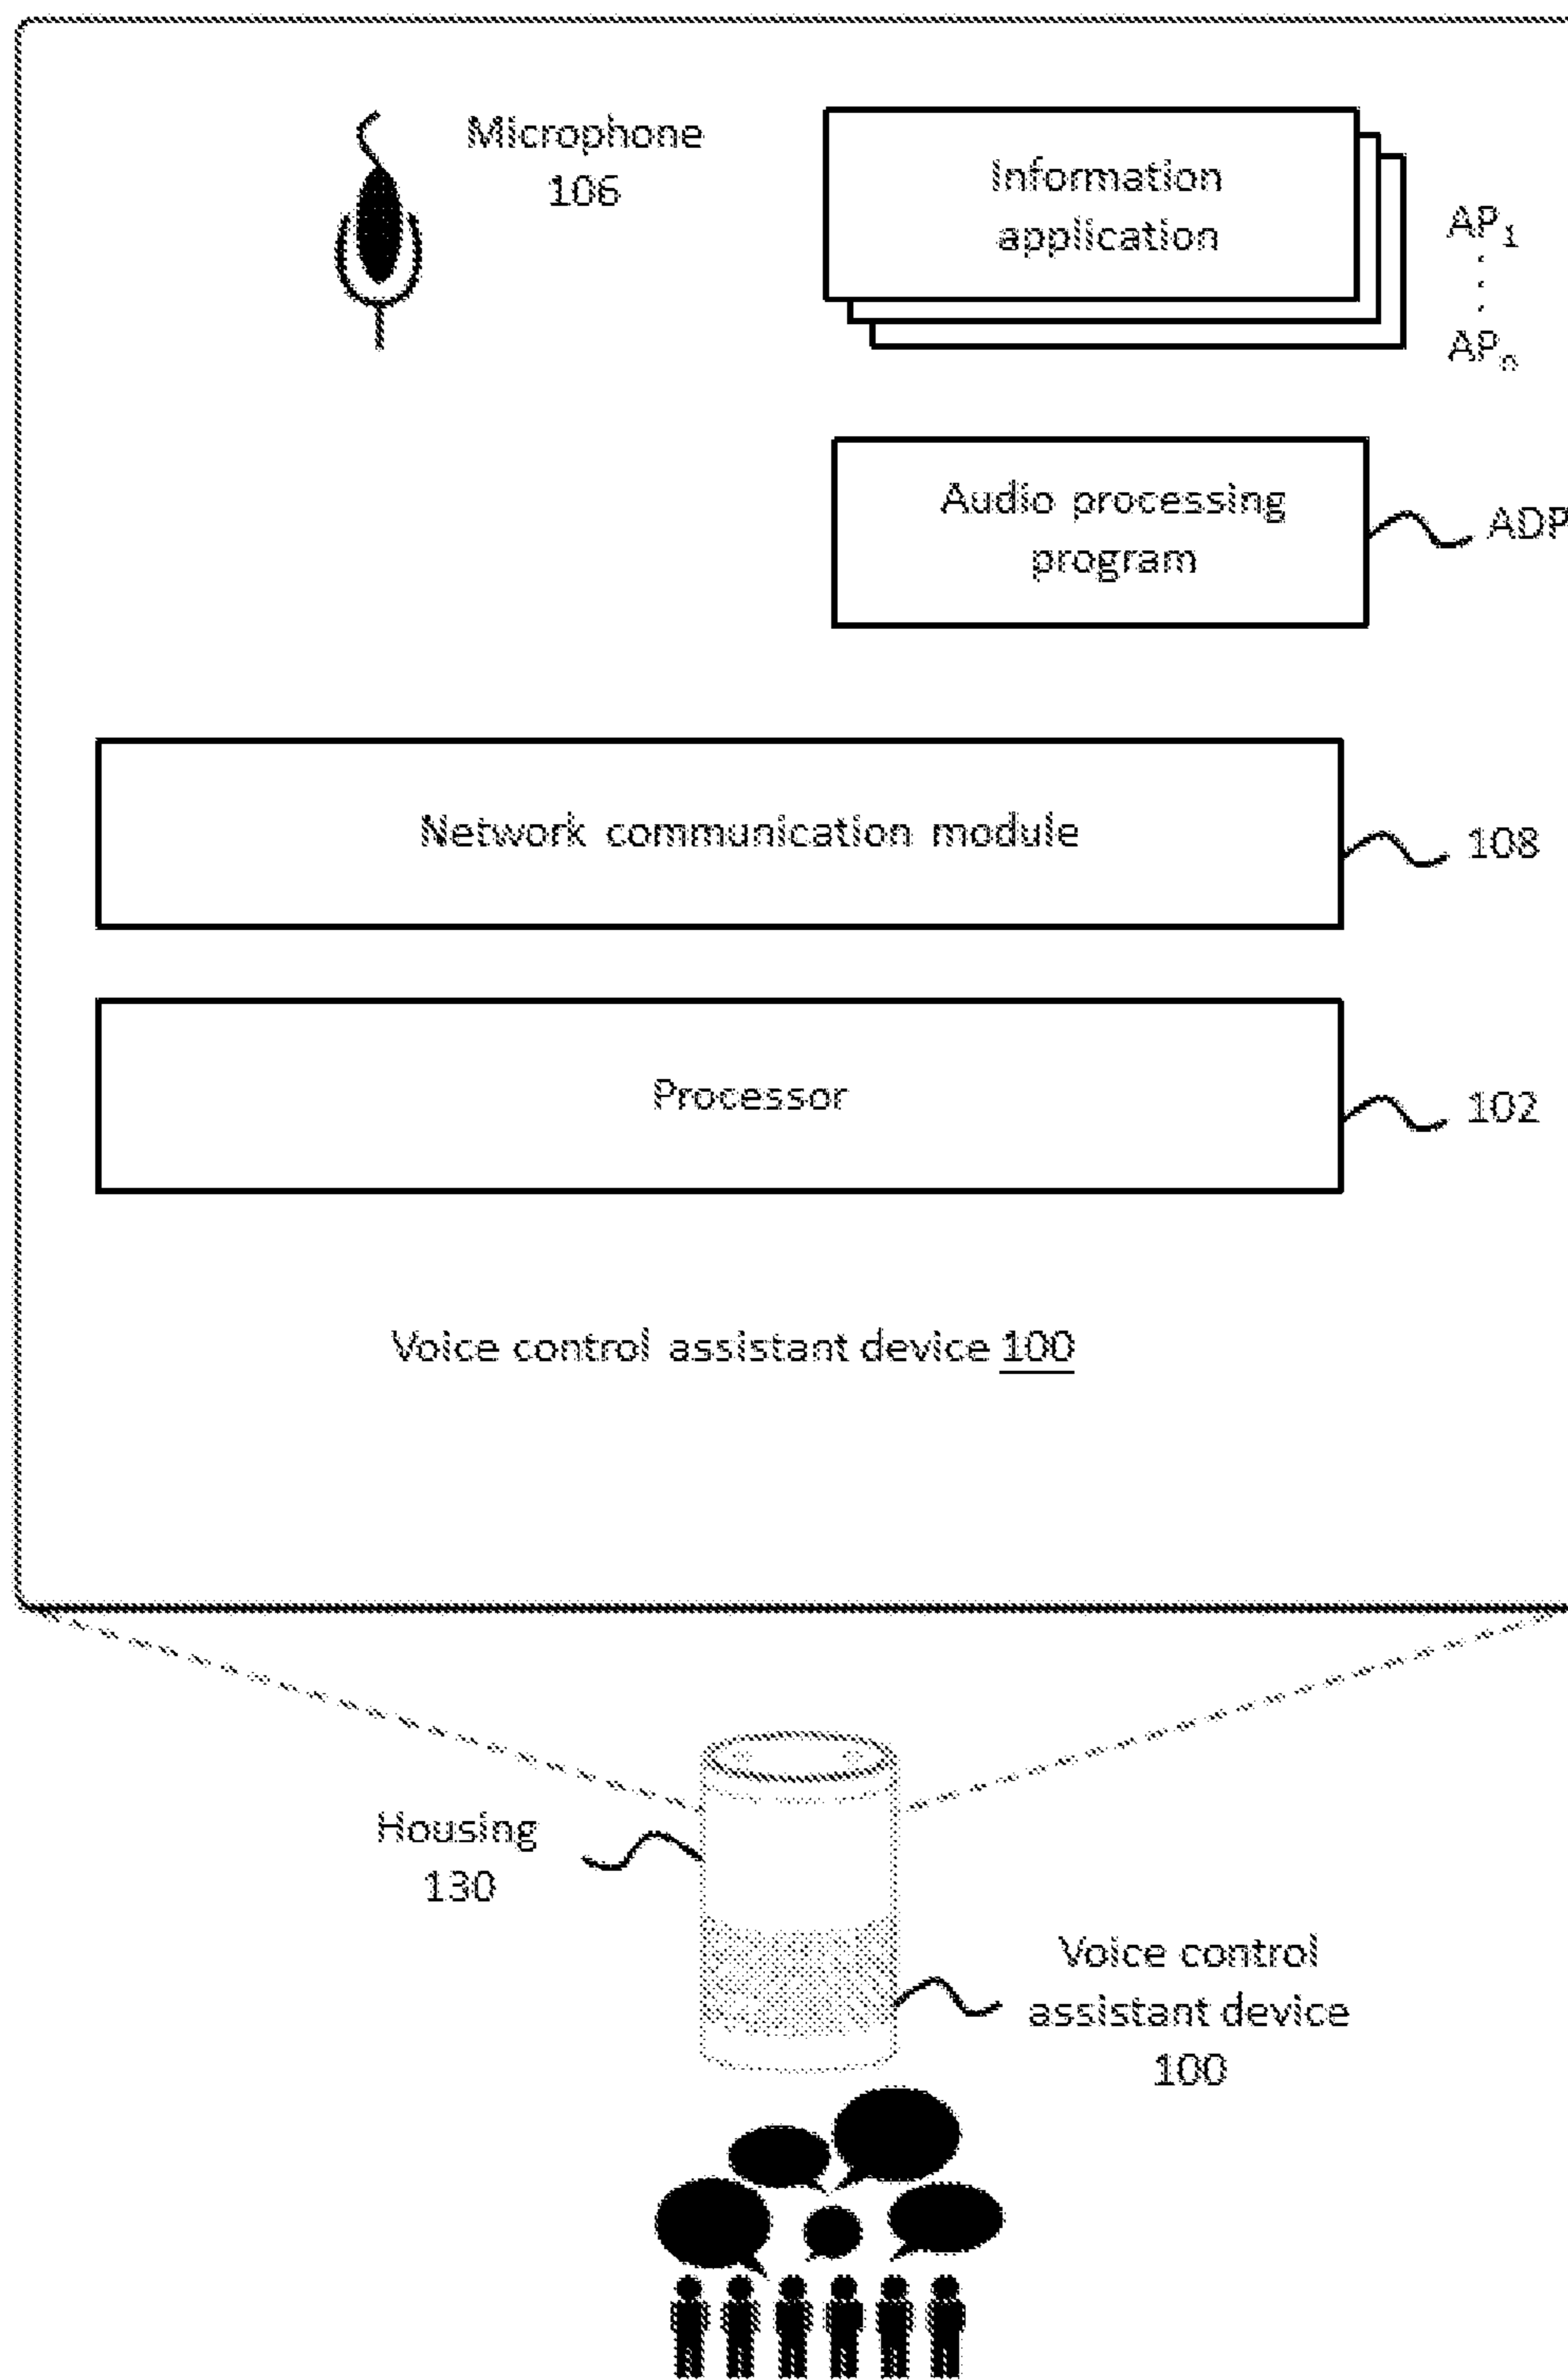 Microphone
106
Information
application
AP1
APn
Audio processing
program
ADP
Network communication module
108
Processor
102
Voice control assistant device 100
Housing
130
Voice control
assistant device
100